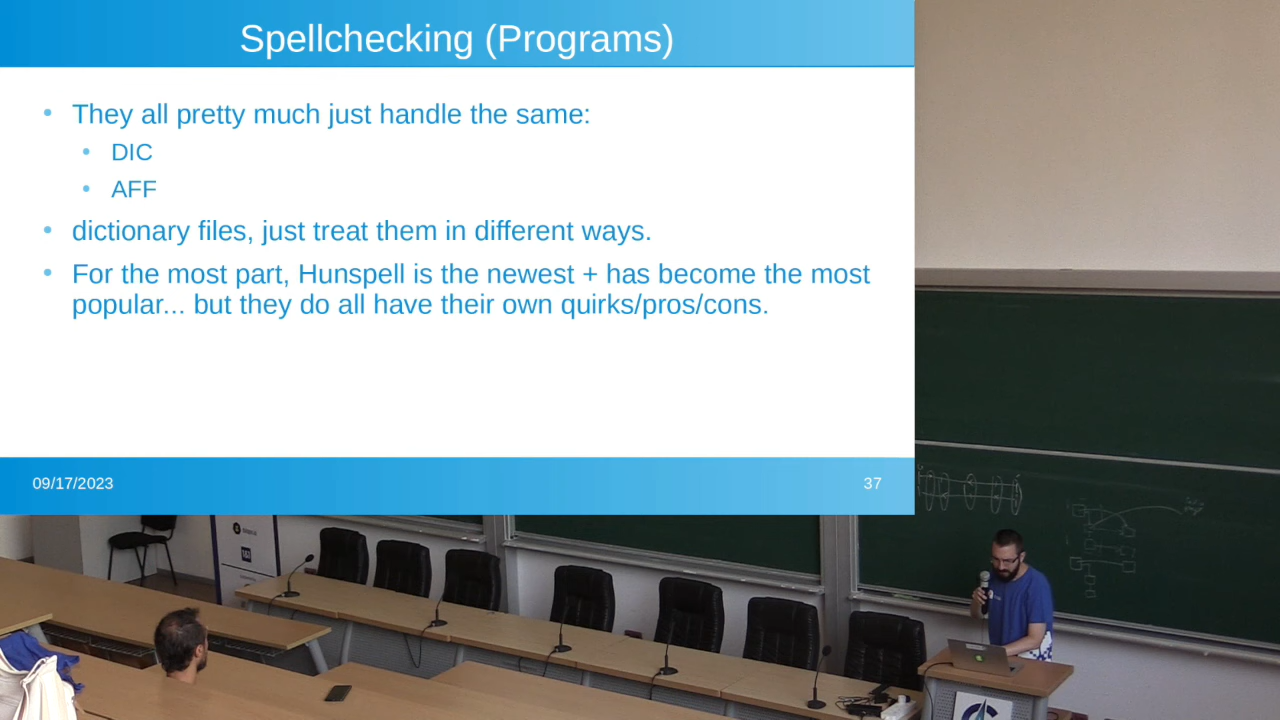 Spellchecking (Programs)
• They all pretty much just handle the same:
• DIC
• AFF
• dictionary files, just treat them in different ways.
• For the most part, Hunspell is the newest + has become the most
popular... but they do all have their own quirks/pros/cons.
09/17/2023
37